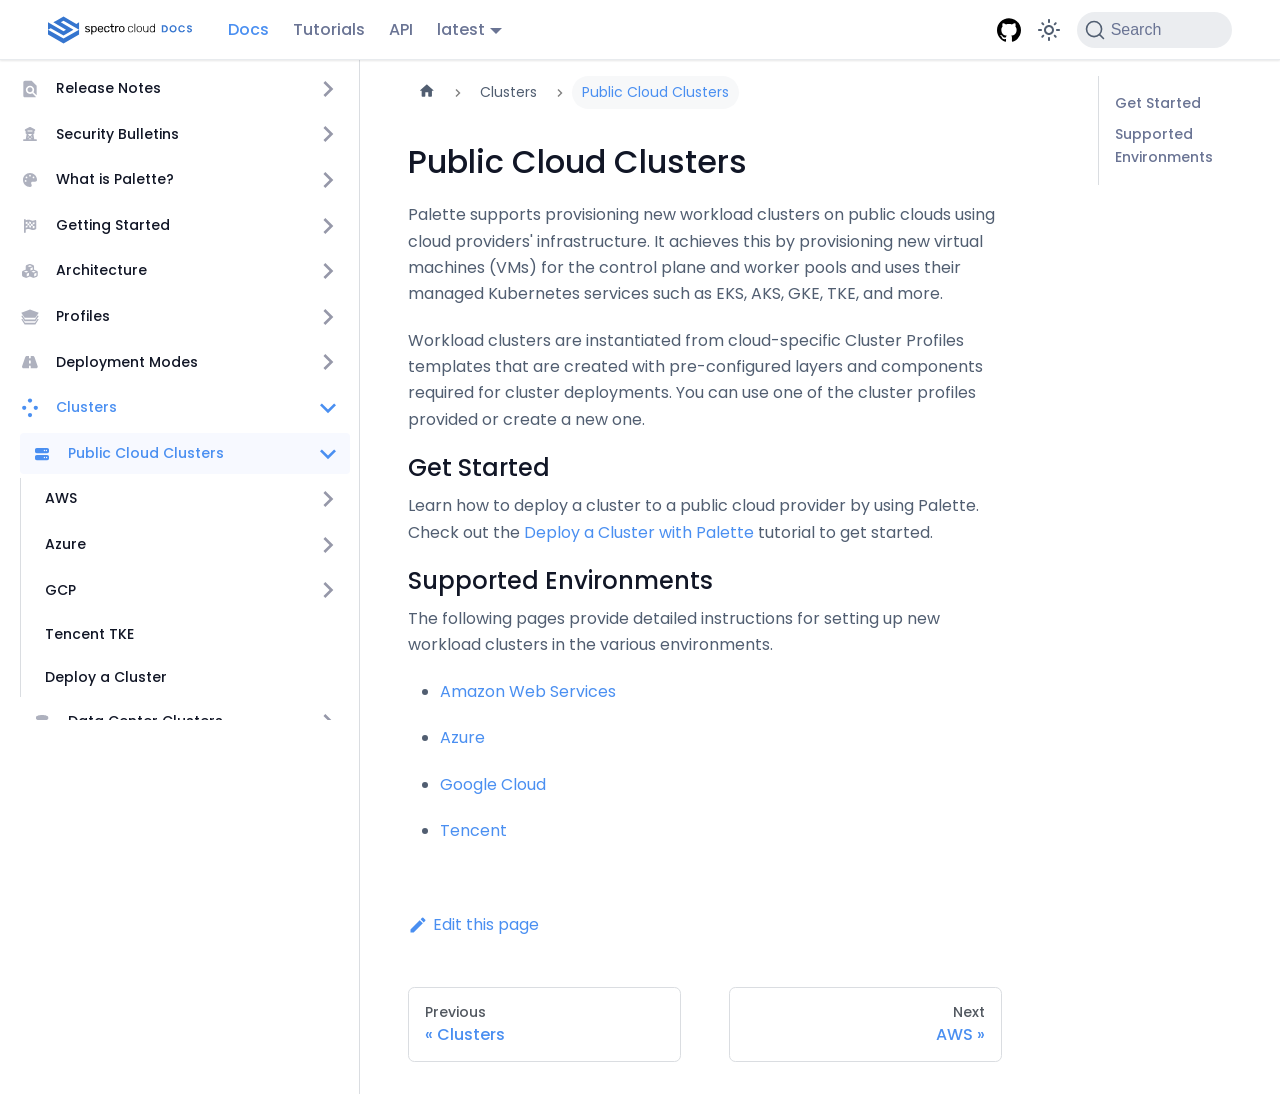 spectro cloud DOCS
Docs
Tutorials
API
latest
Search
Release Notes
Security Bulletins
What is Palette?
Getting Started
Architecture
Profiles
Deployment Modes
Clusters
Public Cloud Clusters
AWS
Azure
GCP
Tencent TKE
Deploy a Cluster
Data Center Clusters
Clusters
Public Cloud Clusters
Public Cloud Clusters
Palette supports provisioning new workload clusters on public clouds using
cloud providers' infrastructure. It achieves this by provisioning new virtual
machines (VMs) for the control plane and worker pools and uses their
managed Kubernetes services such as EKS, AKS, GKE, TKE, and more.
Workload clusters are instantiated from cloud-specific Cluster Profiles
templates that are created with pre-configured layers and components
required for cluster deployments. You can use one of the cluster profiles
provided or create a new one.
Get Started
Learn how to deploy a cluster to a public cloud provider by using Palette.
Check out the Deploy a Cluster with Palette tutorial to get started.
Supported Environments
The following pages provide detailed instructions for setting up new
workload clusters in the various environments.
Amazon Web Services
Azure
Google Cloud
Tencent
Edit this page
Previous
« Clusters
Next
AWS »
Get Started
Supported
Environments